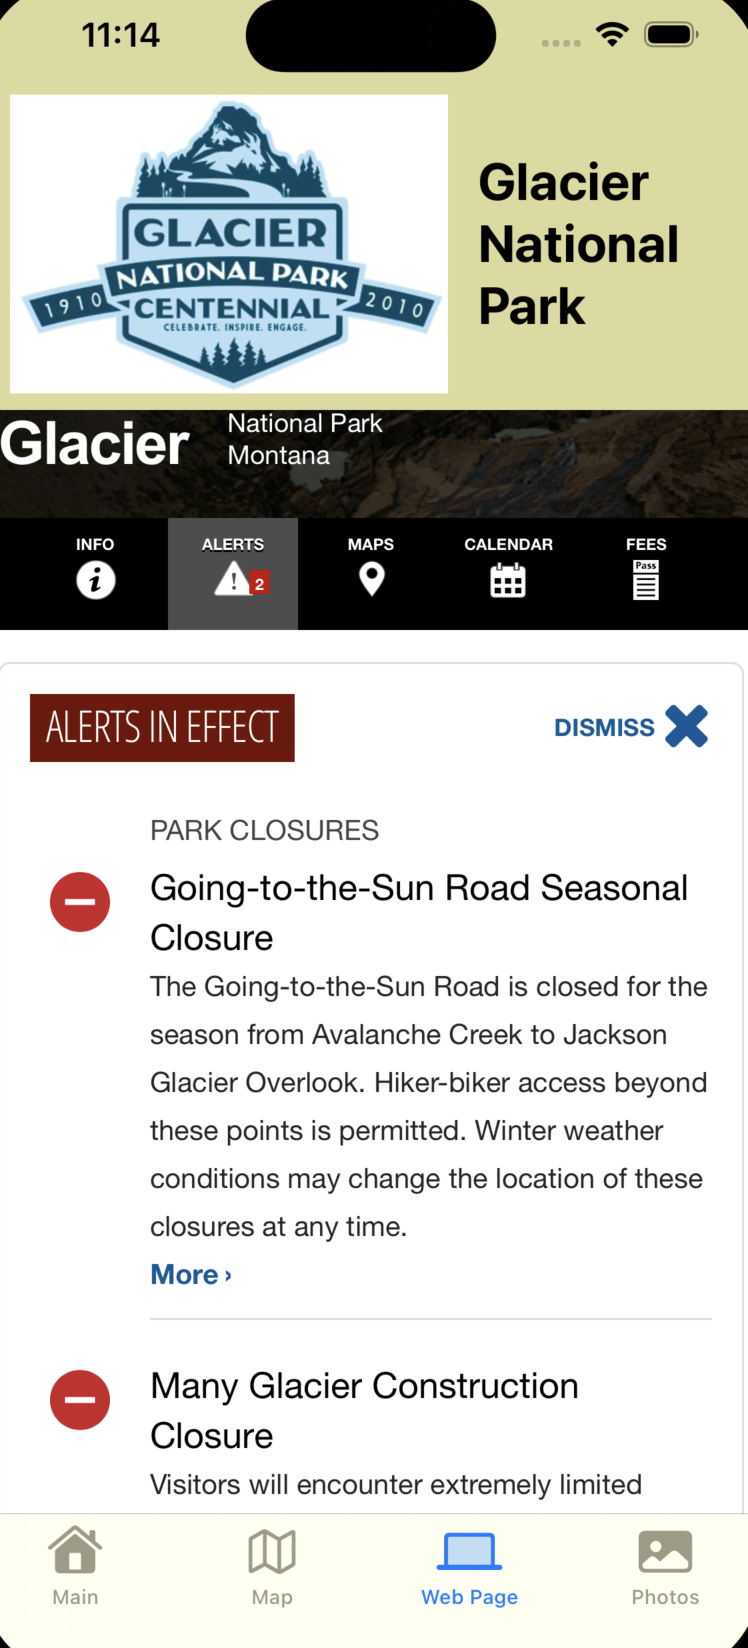 11:14
GLACIER
NATIONAL PARK
1910
CENTENNIAL
2010
CELEBRATE. INSPIRE. ENGAGE.
Glacier
National
Park
Glacier
National Park
Montana
INFO
ALERTS
MAPS
CALENDAR
FEES
2
Pass
ALERTS IN EFFECT
DISMISS
PARK CLOSURES
Going-to-the-Sun Road Seasonal
Closure
The Going-to-the-Sun Road is closed for the
season from Avalanche Creek to Jackson
Glacier Overlook. Hiker-biker access beyond
these points is permitted. Winter weather
conditions may change the location of these
closures at any time.
More ›
Many Glacier Construction
Closure
Visitors will encounter extremely limited
Main
Map
Web Page
Photos